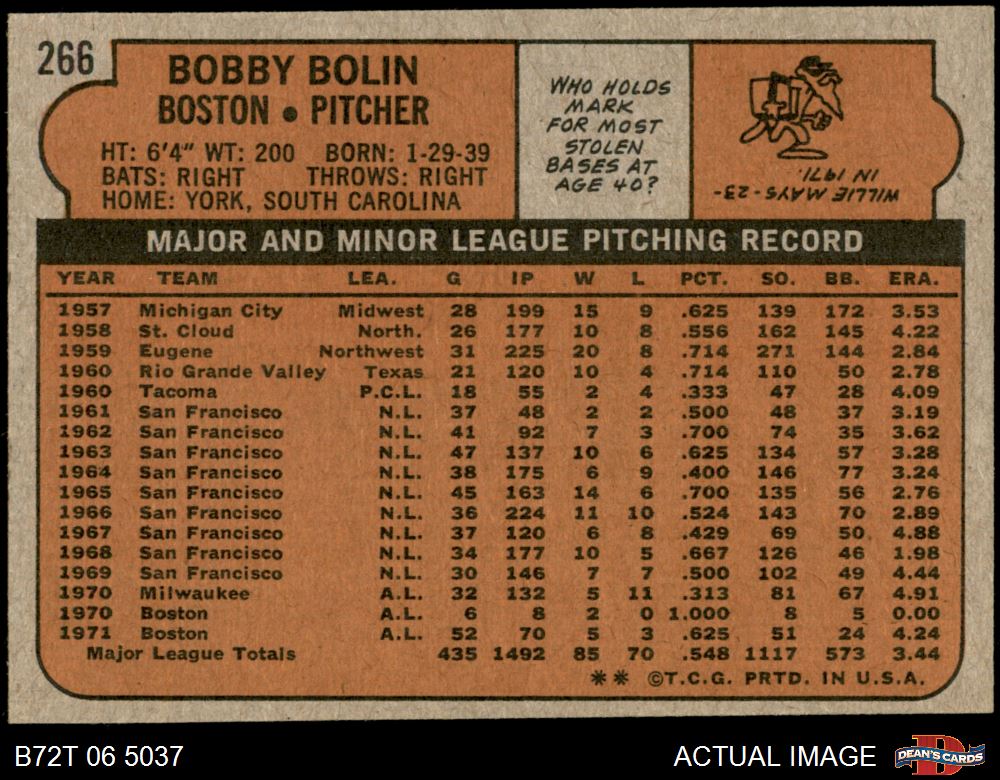 266
BOBBY BOLIN
BOSTON • PITCHER
HT: 6'4" WT: 200 BORN: 1-29-39
BATS: RIGHT THROWS: RIGHT
HOME: YORK, SOUTH CAROLINA
WHO HOLDS
MARK
FOR MOST
STOLEN
BASES AT
AGE 40?
WILLIE MAYS-23-
IN 1971.
MAJOR AND MINOR LEAGUE PITCHING RECORD
YEAR TEAM LEA. G IP W L PCT. SO. BB. ERA.
1957 Michigan City Midwest 28 199 15 9 .625 139 172 3.53
1958 St. Cloud North. 26 177 10 8 .556 162 145 4.22
1959 Eugene Northwest 31 225 20 8 .714 271 144 2.84
1960 Rio Grande Valley Texas 21 120 10 4 .714 110 50 2.78
1960 Tacoma P.C.L. 18 55 2 4 .333 47 28 4.09
1961 San Francisco N.L. 37 48 2 2 .500 48 37 3.19
1962 San Francisco N.L. 41 92 7 3 .700 74 35 3.62
1963 San Francisco N.L. 47 137 10 6 .625 134 57 3.28
1964 San Francisco N.L. 38 175 6 9 .400 146 77 3.24
1965 San Francisco N.L. 45 163 14 6 .700 135 56 2.76
1966 San Francisco N.L. 36 224 11 10 .524 143 70 2.89
1967 San Francisco N.L. 37 120 6 8 .429 69 50 4.88
1968 San Francisco N.L. 34 177 10 5 .667 126 46 1.98
1969 San Francisco N.L. 30 146 7 7 .500 102 49 4.44
1970 Milwaukee A.L. 32 132 5 11 .313 81 67 4.91
1970 Boston A.L. 6 8 2 0 1.000 8 5 0.00
1971 Boston A.L. 52 70 5 3 .625 51 24 4.24
Major League Totals 435 1492 85 70 .548 1117 573 3.44
** ©T.C.G. PRTD. IN U.S.A.
B72T 06 5037
ACTUAL IMAGE
D
DEAN'S CARDS